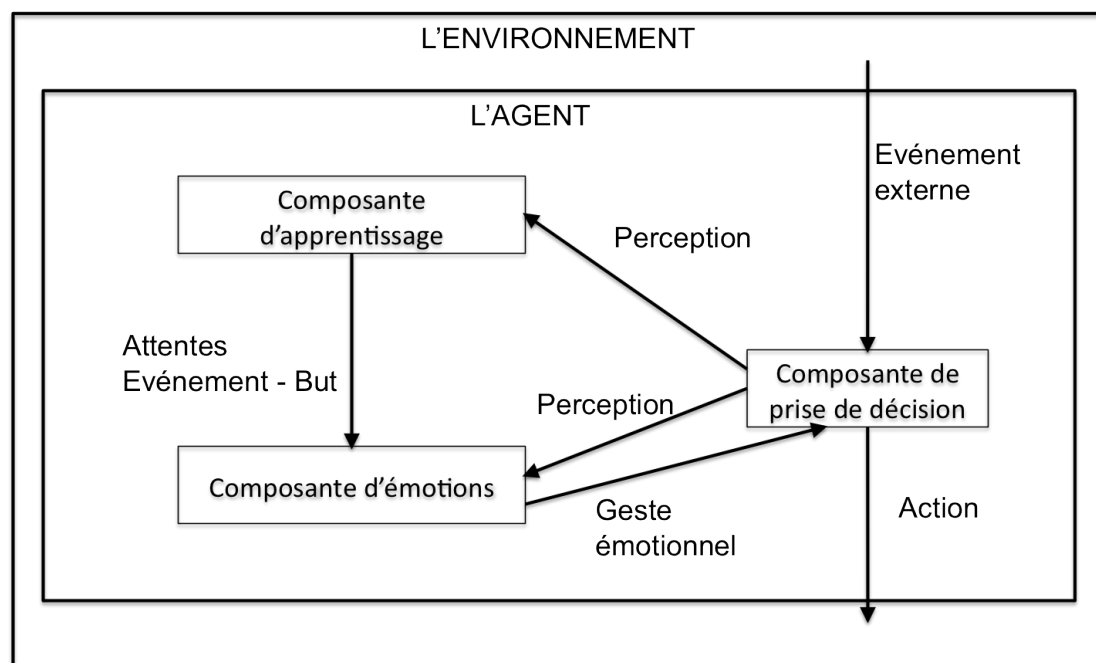 L'ENVIRONNEMENT
L'AGENT
Evénement
externe
Composante
d'apprentissage
Perception
Attentes
Evénement - But
Composante de
prise de décision
Perception
Composante d'émotions
Geste
émotionnel
Action